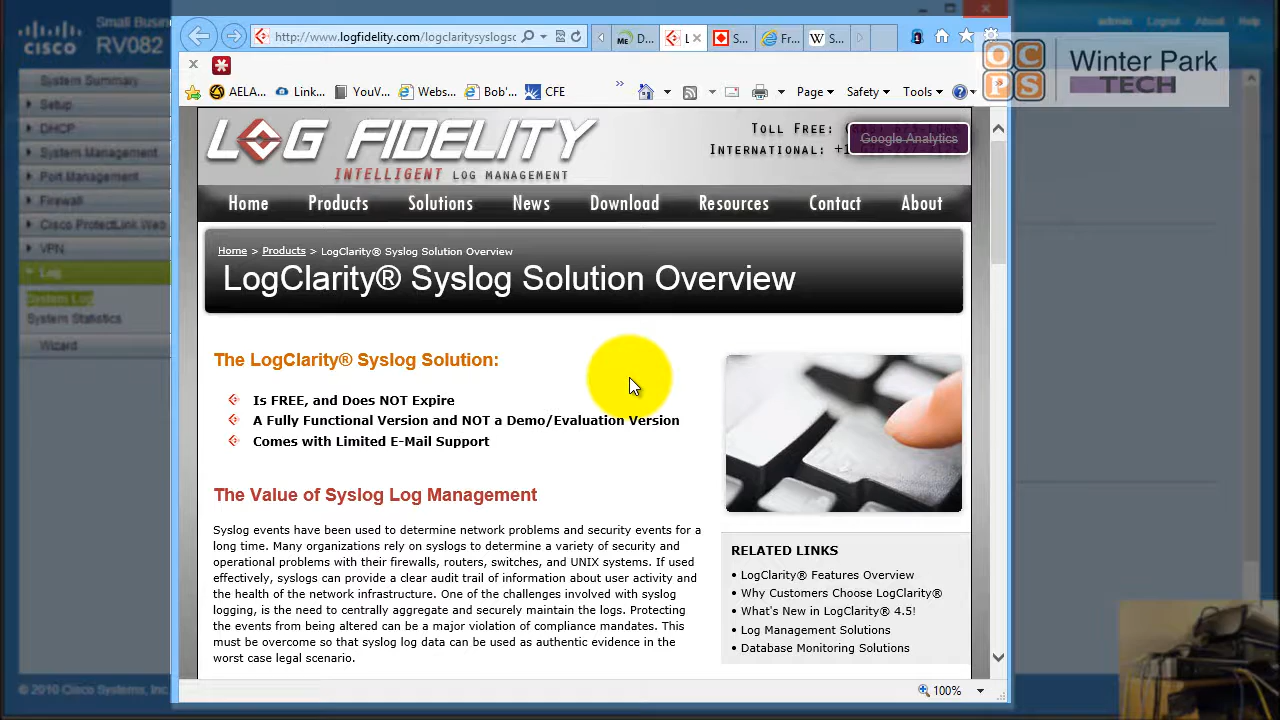 Small Busi
CISCO
RV082
admin Logout About Help
System Summary
Setup
DHCP
System Management
Port Management
Firewall
Cisco ProtectLink Web
VPN
Log
System Log
System Statistics
Wizard
© 2010 Cisco Systems, Inc
http://www.logfidelity.com/logclaritysyslogsc
D... L S... Fr... W S...
AELA... Link... YouV... Webs... Bob'... CFE
Page Safety Tools
OCPS
Winter Park
TECH
LOG FIDELITY
INTELLIGENT LOG MANAGEMENT
Toll Free:
International: +1
Google Analytics
Home Products Solutions News Download Resources Contact About
Home > Products > LogClarity® Syslog Solution Overview
LogClarity® Syslog Solution Overview
The LogClarity® Syslog Solution:
Is FREE, and Does NOT Expire
A Fully Functional Version and NOT a Demo/Evaluation Version
Comes with Limited E-Mail Support
The Value of Syslog Log Management
Syslog events have been used to determine network problems and security events for a
long time. Many organizations rely on syslogs to determine a variety of security and
operational problems with their firewalls, routers, switches, and UNIX systems. If used
effectively, syslogs can provide a clear audit trail of information about user activity and
the health of the network infrastructure. One of the challenges involved with syslog
logging, is the need to centrally aggregate and securely maintain the logs. Protecting
the events from being altered can be a major violation of compliance mandates. This
must be overcome so that syslog log data can be used as authentic evidence in the
worst case legal scenario.
RELATED LINKS
• LogClarity® Features Overview
• Why Customers Choose LogClarity®
• What's New in LogClarity® 4.5!
• Log Management Solutions
• Database Monitoring Solutions
100%